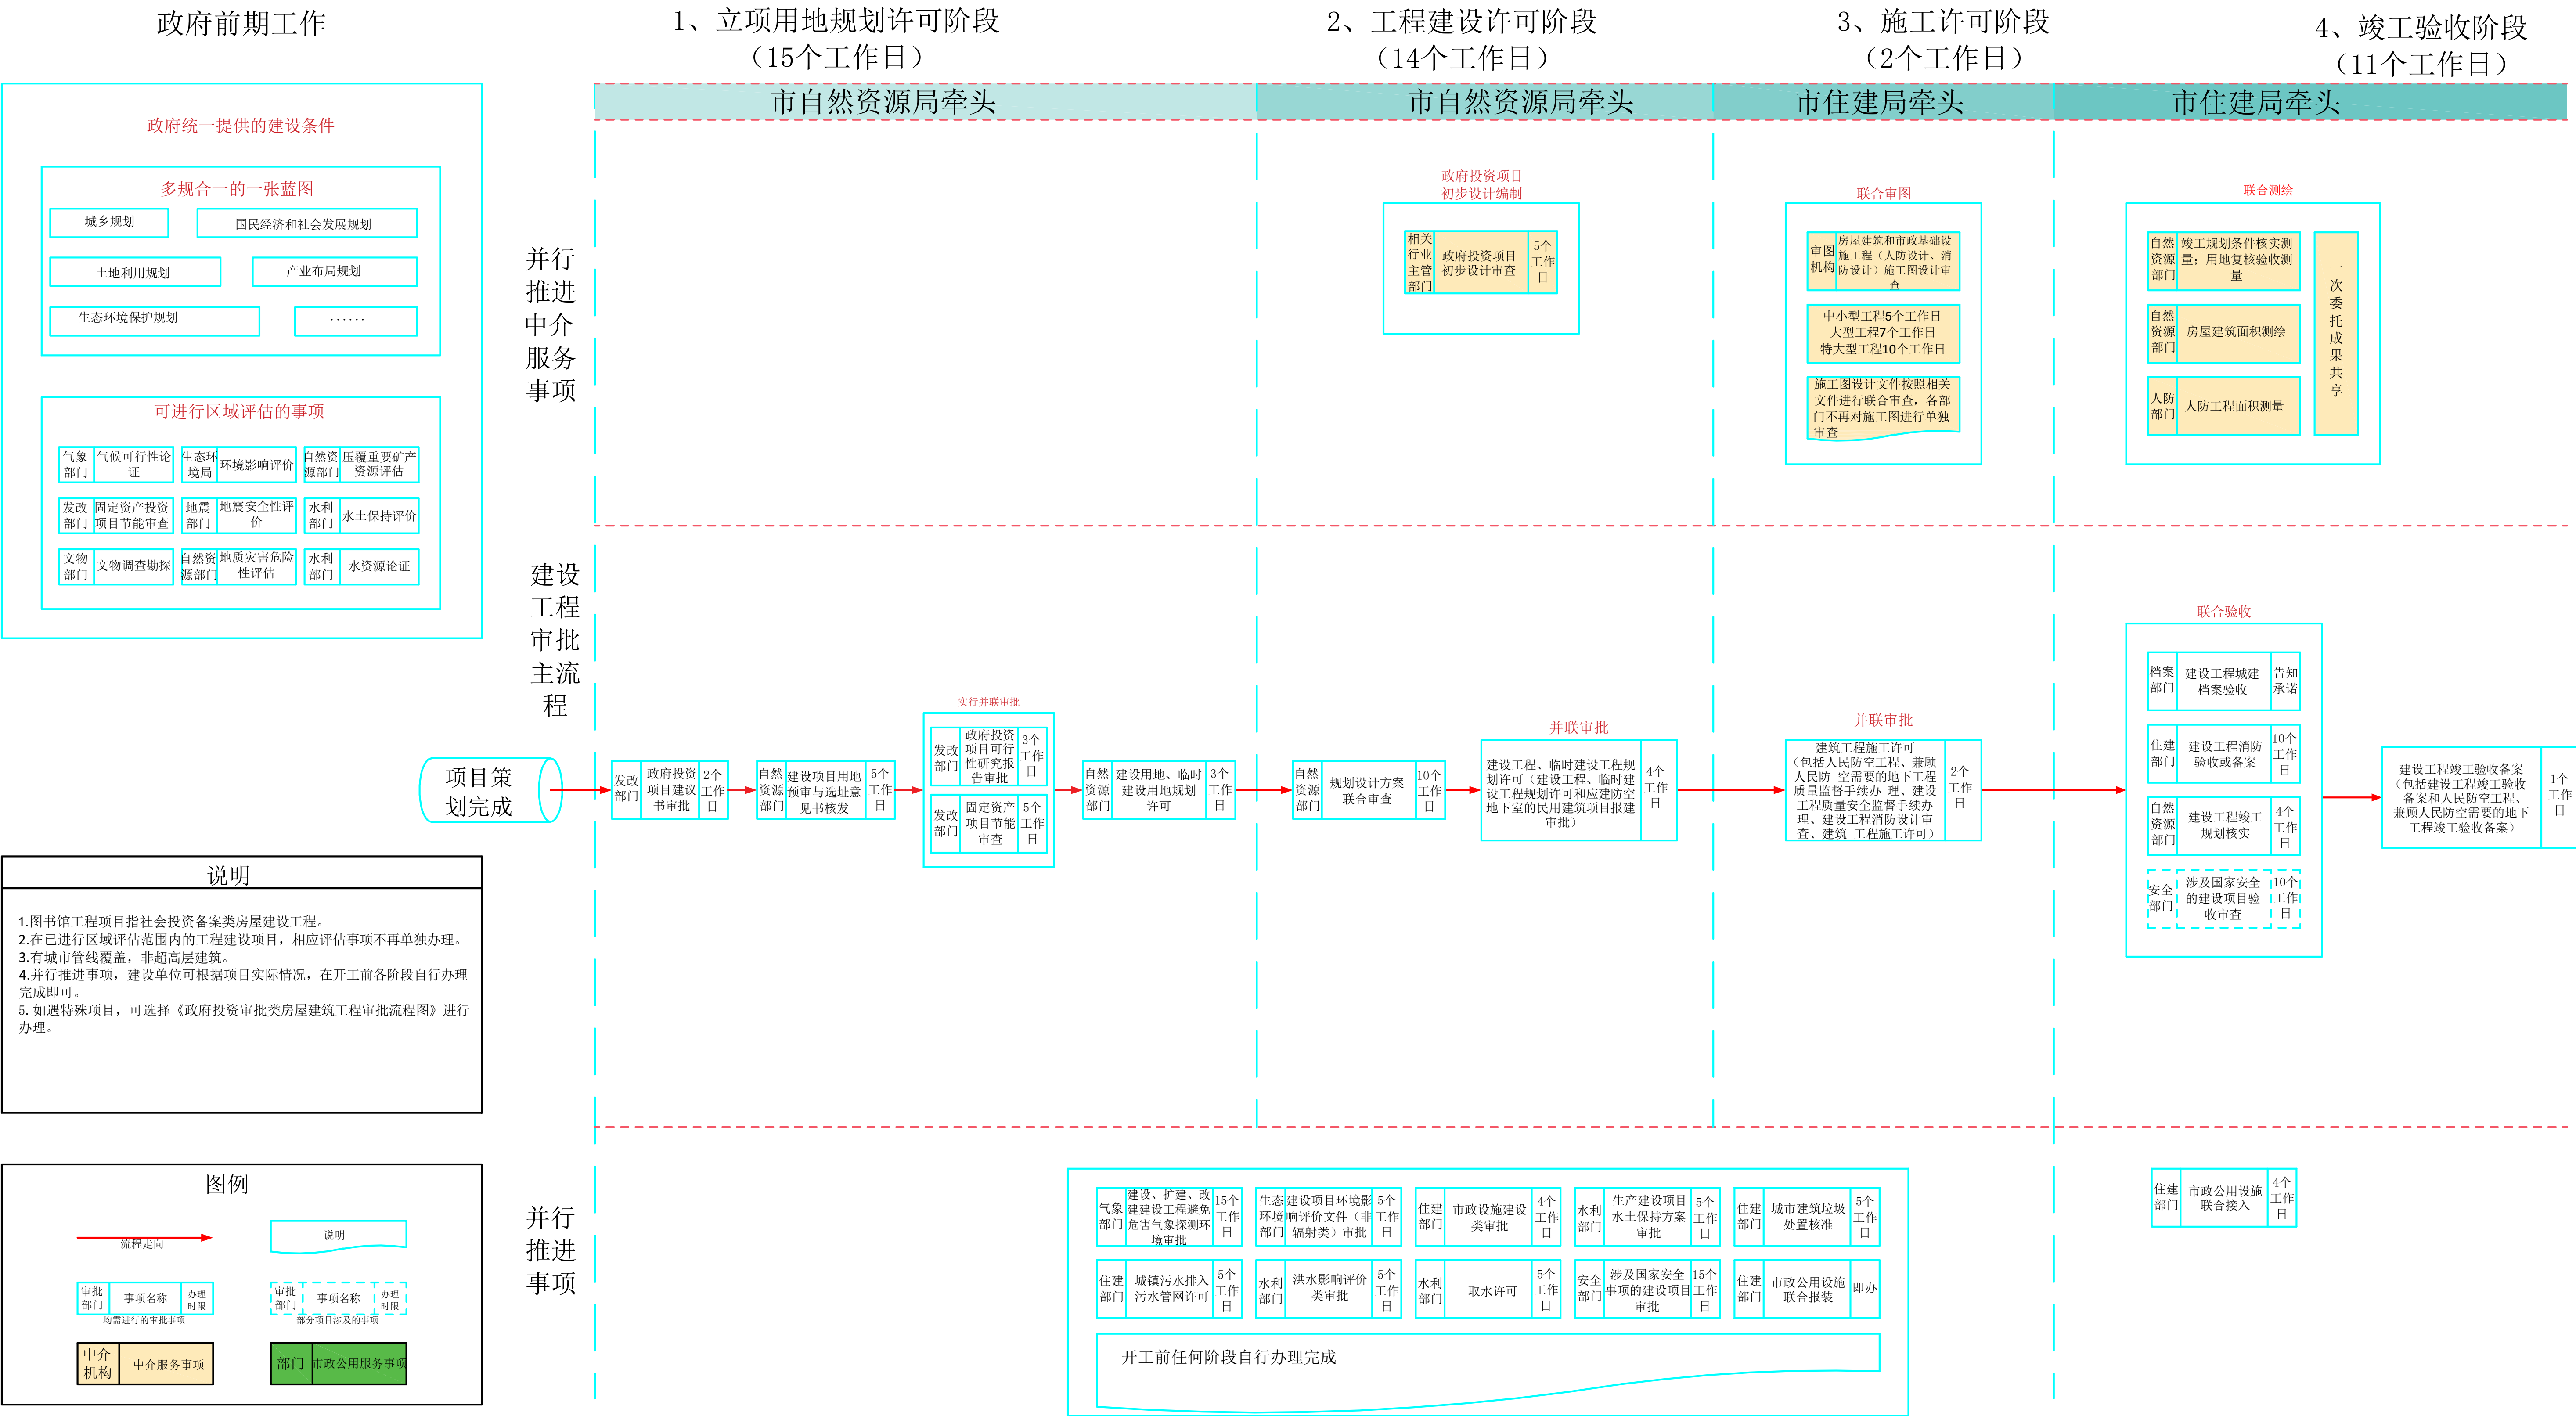 政府前期工作
1、立项用地规划许可阶段
（15个工作日）
2、工程建设许可阶段
（14个工作日）
3、施工许可阶段
（2个工作日）
4、竣工验收阶段
（11个工作日）
市自然资源局牵头
市自然资源局牵头
市住建局牵头
市住建局牵头
政府统一提供的建设条件
多规合一的一张蓝图
城乡规划
国民经济和社会发展规划
土地利用规划
产业布局规划
生态环境保护规划
······
可进行区域评估的事项
气象
部门
气候可行性论
证
生态环
境局
环境影响评价
自然资
源部门
压覆重要矿产
资源评估
发改
部门
固定资产投资
项目节能审查
地震
部门
地震安全性评
价
水利
部门
水土保持评价
文物
部门
文物调查勘探
自然资
源部门
地质灾害危险
性评估
水利
部门
水资源论证
并行
推进
中介
服务
事项
政府投资项目
初步设计编制
相关
行业
主管
部门
政府投资项目
初步设计审查
5个
工作
日
联合审图
审图
机构
房屋建筑和市政基础设
施工程（人防设计、消
防设计）施工图设计审
查
中小型工程5个工作日
大型工程7个工作日
特大型工程10个工作日
施工图设计文件按照相关
文件进行联合审查，各部
门不再对施工图进行单独
审查
联合测绘
自然
资源
部门
竣工规划条件核实测
量；用地复核验收测
量
自然
资源
部门
房屋建筑面积测绘
人防
部门
人防工程面积测量
一
次
委
托
成
果
共
享
建设
工程
审批
主流
程
项目策
划完成
发改
部门
政府投资
项目建议
书审批
2个
工作
日
自然
资源
部门
建设项目用地
预审与选址意
见书核发
5个
工作
日
实行并联审批
发改
部门
政府投资
项目可行
性研究报
告审批
3个
工作
日
发改
部门
固定资产
项目节能
审查
5个
工作
日
自然
资源
部门
建设用地、临时
建设用地规划
许可
3个
工作
日
自然
资源
部门
规划设计方案
联合审查
10个
工作
日
并联审批
建设工程、临时建设工程规
划许可（建设工程、临时建
设工程规划许可和应建防空
地下室的民用建筑项目报建
审批）
4个
工作
日
并联审批
建筑工程施工许可
（包括人民防空工程、兼顾
人民防 空需要的地下工程
质量监督手续办 理、建设
工程质量安全监督手续办
理、建设工程消防设计审
查、建筑 工程施工许可）
2个
工作
日
联合验收
档案
部门
建设工程城建
档案验收
告知
承诺
住建
部门
建设工程消防
验收或备案
10个
工作
日
自然
资源
部门
建设工程竣工
规划核实
4个
工作
日
安全
部门
涉及国家安全
的建设项目验
收审查
10个
工作
日
建设工程竣工验收备案
（包括建设工程竣工验收
备案和人民防空工程、
兼顾人民防空需要的地下
工程竣工验收备案）
1个
工作
日
说明
1.图书馆工程项目指社会投资备案类房屋建设工程。
2.在已进行区域评估范围内的工程建设项目，相应评估事项不再单独办理。
3.有城市管线覆盖，非超高层建筑。
4.并行推进事项，建设单位可根据项目实际情况，在开工前各阶段自行办理
完成即可。
5.如遇特殊项目，可选择《政府投资审批类房屋建筑工程审批流程图》进行
办理。
图例
流程走向
说明
审批
部门
事项名称
办理
时限
均需进行的审批事项
审批
部门
事项名称
办理
时限
部分项目涉及的事项
中介
机构
中介服务事项
部门
市政公用服务事项
并行
推进
事项
气象
部门
建设、扩建、改
建建设工程避免
危害气象探测环
境审批
15个
工作
日
生态
环境
部门
建设项目环境影
响评价文件（非
辐射类）审批
5个
工作
日
住建
部门
市政设施建设
类审批
4个
工作
日
水利
部门
生产建设项目
水土保持方案
审批
5个
工作
日
住建
部门
城市建筑垃圾
处置核准
5个
工作
日
住建
部门
城镇污水排入
污水管网许可
5个
工作
日
水利
部门
洪水影响评价
类审批
5个
工作
日
水利
部门
取水许可
5个
工作
日
安全
部门
涉及国家安全
事项的建设项目
审批
15个
工作
日
住建
部门
市政公用设施
联合报装
即办
开工前任何阶段自行办理完成
住建
部门
市政公用设施
联合接入
4个
工作
日